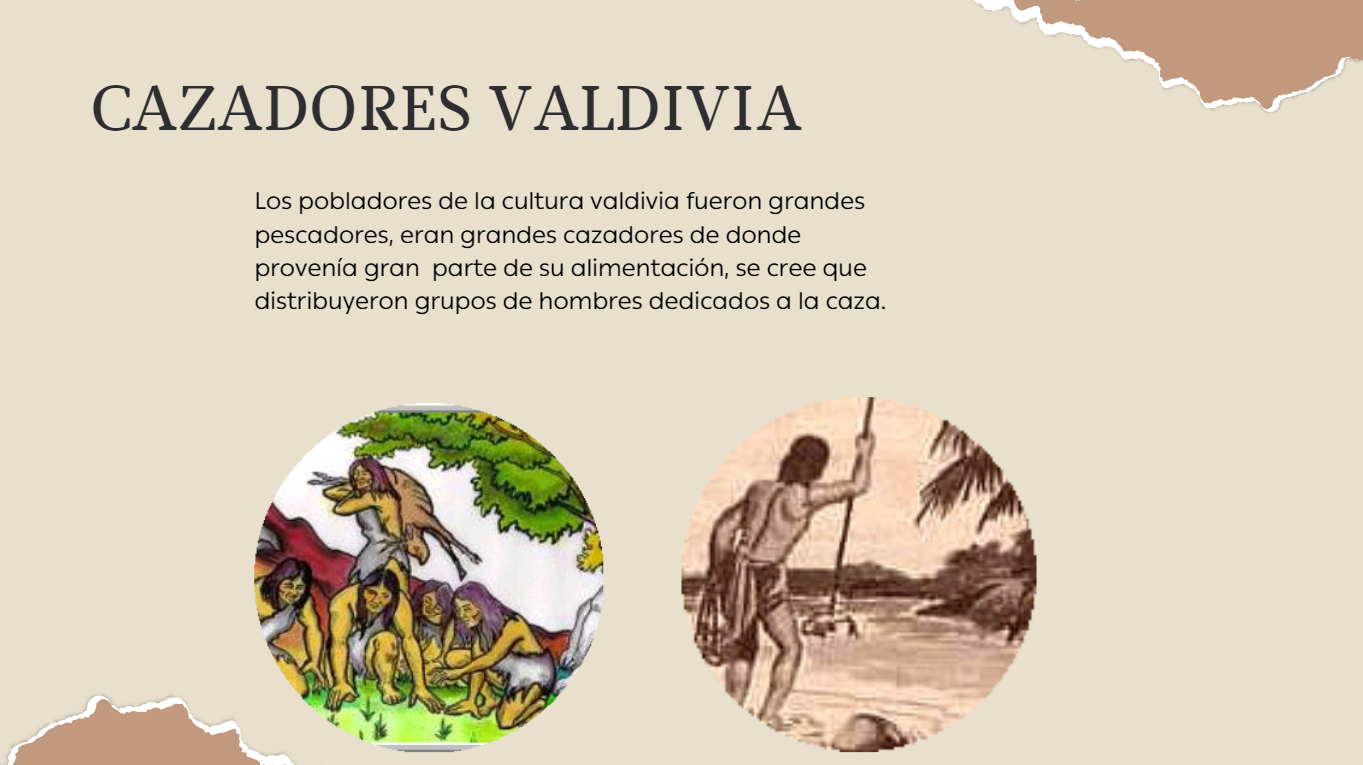 CAZADORES VALDIVIA
Los pobladores de la cultura valdivia fueron grandes
pescadores, eran grandes cazadores de donde
provenía gran  parte de su alimentación, se cree que
distribuyeron grupos de hombres dedicados a la caza.